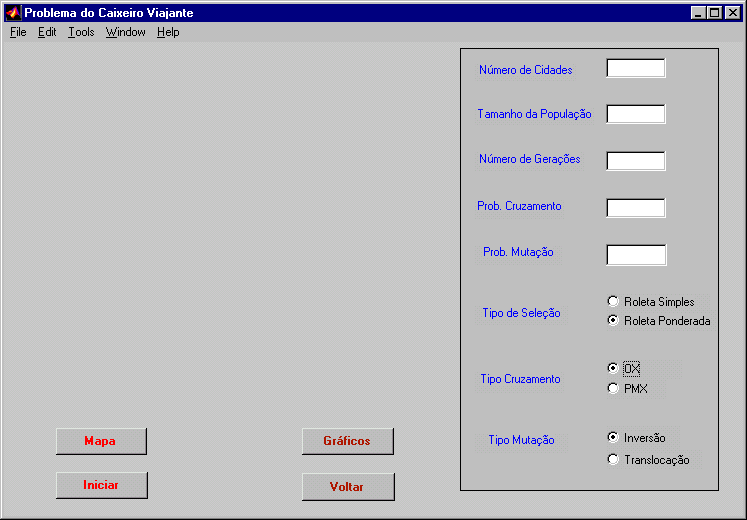 Problema do Caixeiro Viajante
File Edit Tools Window Help
Número de Cidades
Tamanho da População
Número de Gerações
Prob. Cruzamento
Prob. Mutação
Tipo de Seleção
Roleta Simples
Roleta Ponderada
Tipo Cruzamento
OX
PMX
Tipo Mutação
Inversão
Translocação
Mapa
Gráficos
Iniciar
Voltar